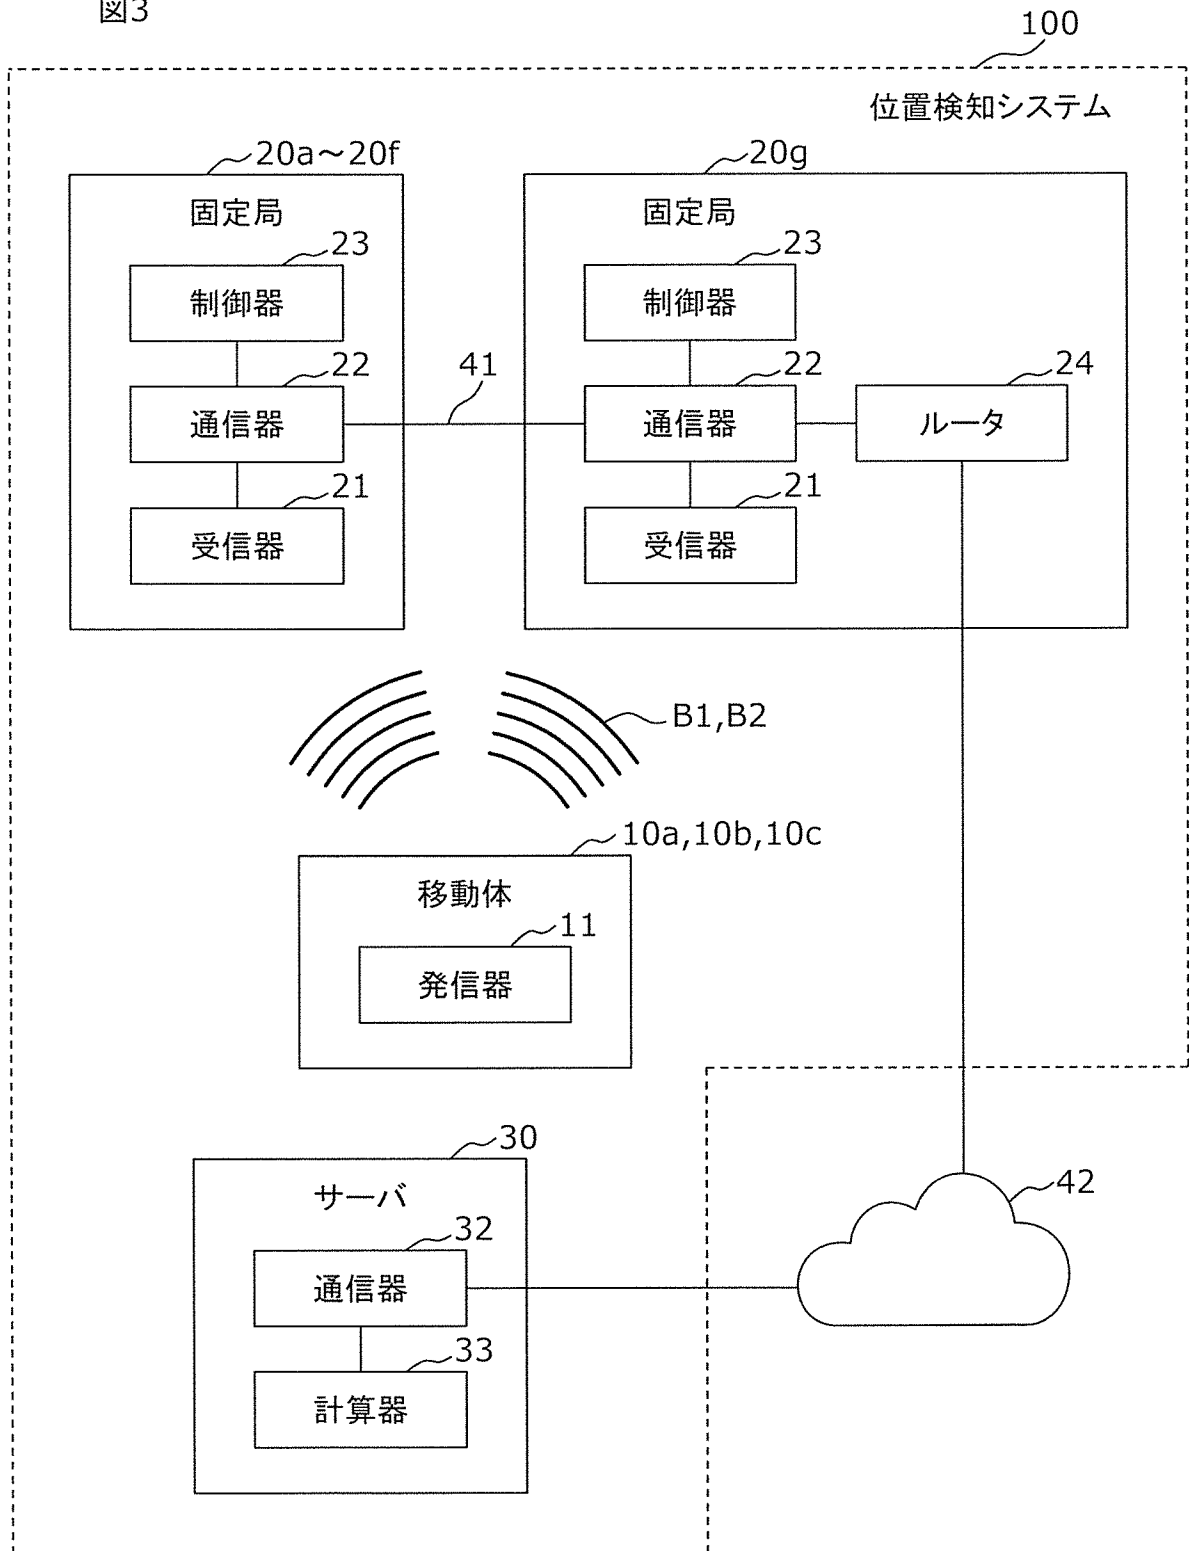 図3
100
位置検知システム
20a～20f
固定局
23
制御器
22
通信器
21
受信器
41
20g
固定局
23
制御器
22
通信器
24
ルータ
21
受信器
B1,B2
10a,10b,10c
移動体
11
発信器
30
サーバ
32
通信器
33
計算器
42